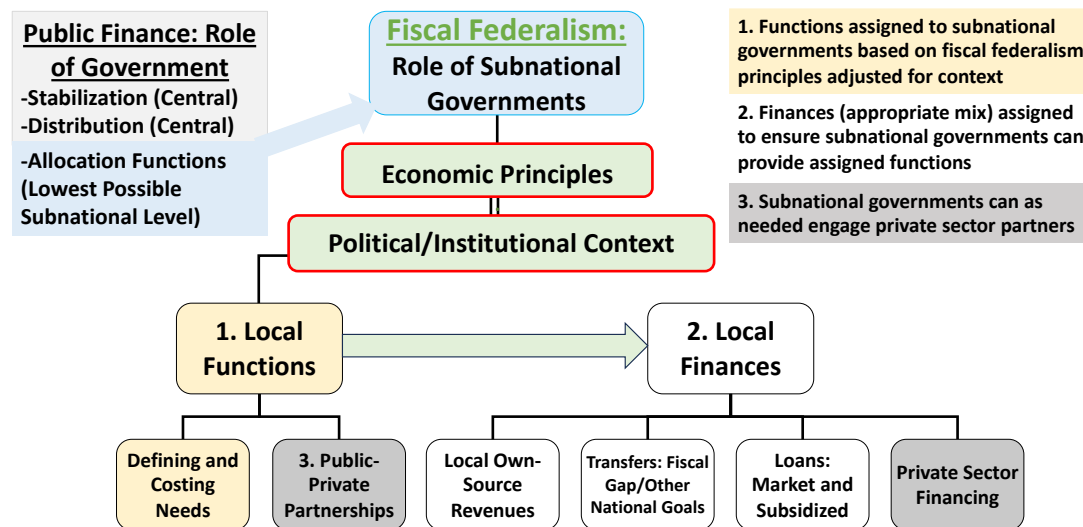 Public Finance: Role
of Government
-Stabilization (Central)
-Distribution (Central)
-Allocation Functions
(Lowest Possible
Subnational Level)
Fiscal Federalism:
Role of Subnational
Governments
1. Functions assigned to subnational
governments based on fiscal federalism
principles adjusted for context
2. Finances (appropriate mix) assigned
to ensure subnational governments can
provide assigned functions
3. Subnational governments can as
needed engage private sector partners
Economic Principles
Political/Institutional Context
1. Local
Functions
2. Local
Finances
Defining and
Costing
Needs
3. Public-
Private
Partnerships
Local Own-
Source
Revenues
Transfers: Fiscal
Gap/Other
National Goals
Loans:
Market and
Subsidized
Private Sector
Financing